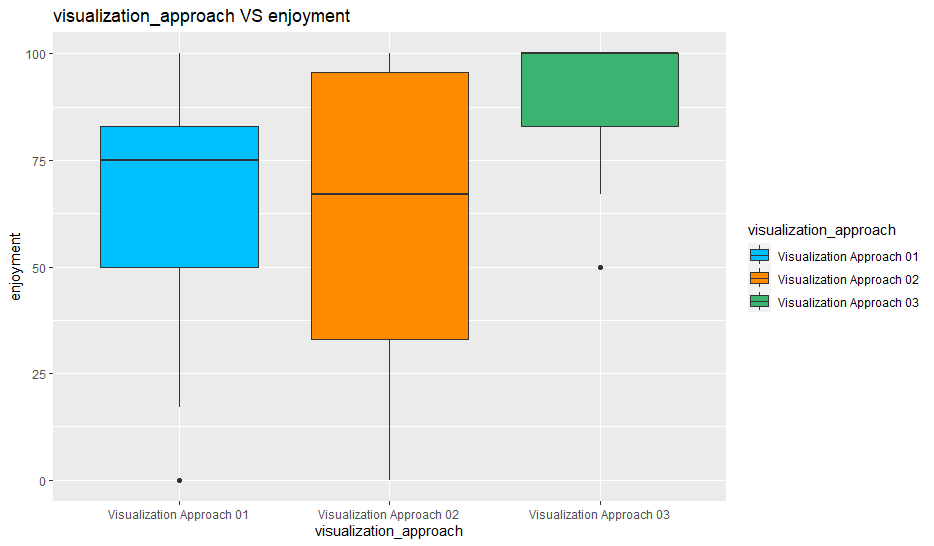 visualization_approach VS enjoyment
100
75
50
25
0
enjoyment
Visualization Approach 01
Visualization Approach 02
Visualization Approach 03
visualization_approach
visualization_approach
Visualization Approach 01
Visualization Approach 02
Visualization Approach 03